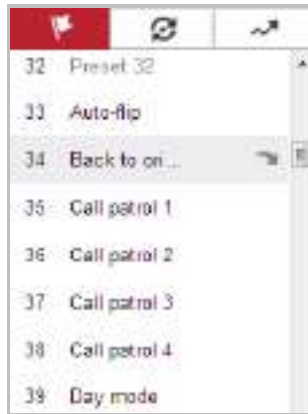 32 Preset 32
33 Auto-flip
34 Back to ori...
35 Call patrol 1
36 Call patrol 2
37 Call patrol 3
38 Call patrol 4
39 Day mode